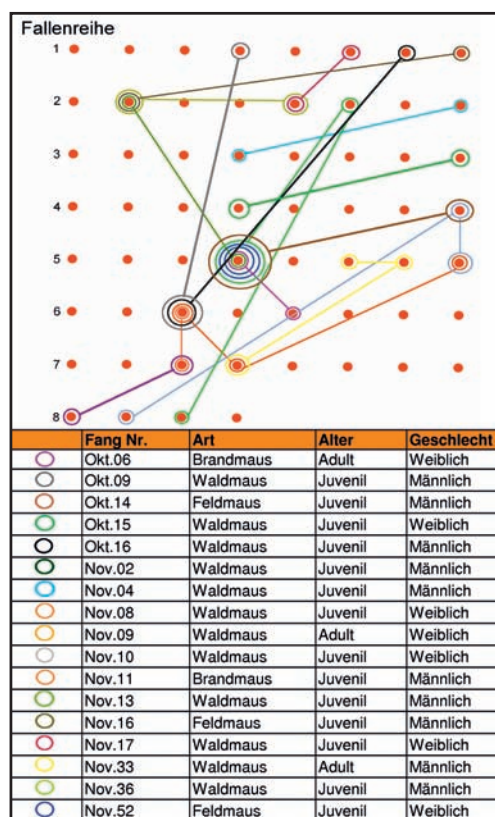 Fallenreihe
1
2
3
4
5
6
7
8
Fang Nr. Art Alter Geschlecht
Okt.06 Brandmaus Adult Weiblich
Okt.09 Waldmaus Juvenil Männlich
Okt.14 Feldmaus Juvenil Männlich
Okt.15 Waldmaus Juvenil Weiblich
Okt.16 Waldmaus Juvenil Männlich
Nov.02 Waldmaus Juvenil Männlich
Nov.04 Waldmaus Juvenil Männlich
Nov.08 Waldmaus Juvenil Weiblich
Nov.09 Waldmaus Adult Weiblich
Nov.10 Waldmaus Juvenil Weiblich
Nov.11 Brandmaus Juvenil Männlich
Nov.13 Waldmaus Juvenil Männlich
Nov.16 Feldmaus Juvenil Männlich
Nov.17 Waldmaus Juvenil Weiblich
Nov.33 Waldmaus Adult Männlich
Nov.36 Waldmaus Juvenil Männlich
Nov.52 Feldmaus Juvenil Weiblich